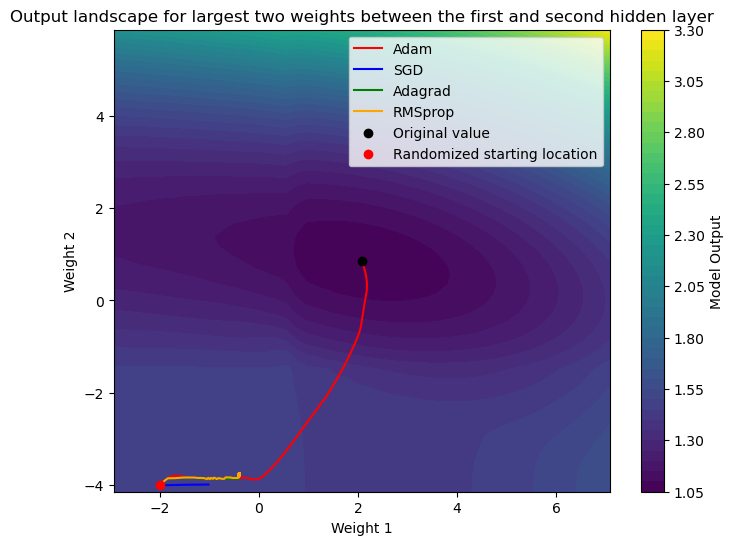 Output landscape for largest two weights between the first and second hidden layer
Adam
SGD
Adagrad
RMSprop
Original value
Randomized starting location
4
2
0
−2
−4
Weight 2
−2
0
2
4
6
Weight 1
3.30
3.05
2.80
2.55
2.30
2.05
1.80
1.55
1.30
1.05
Model Output